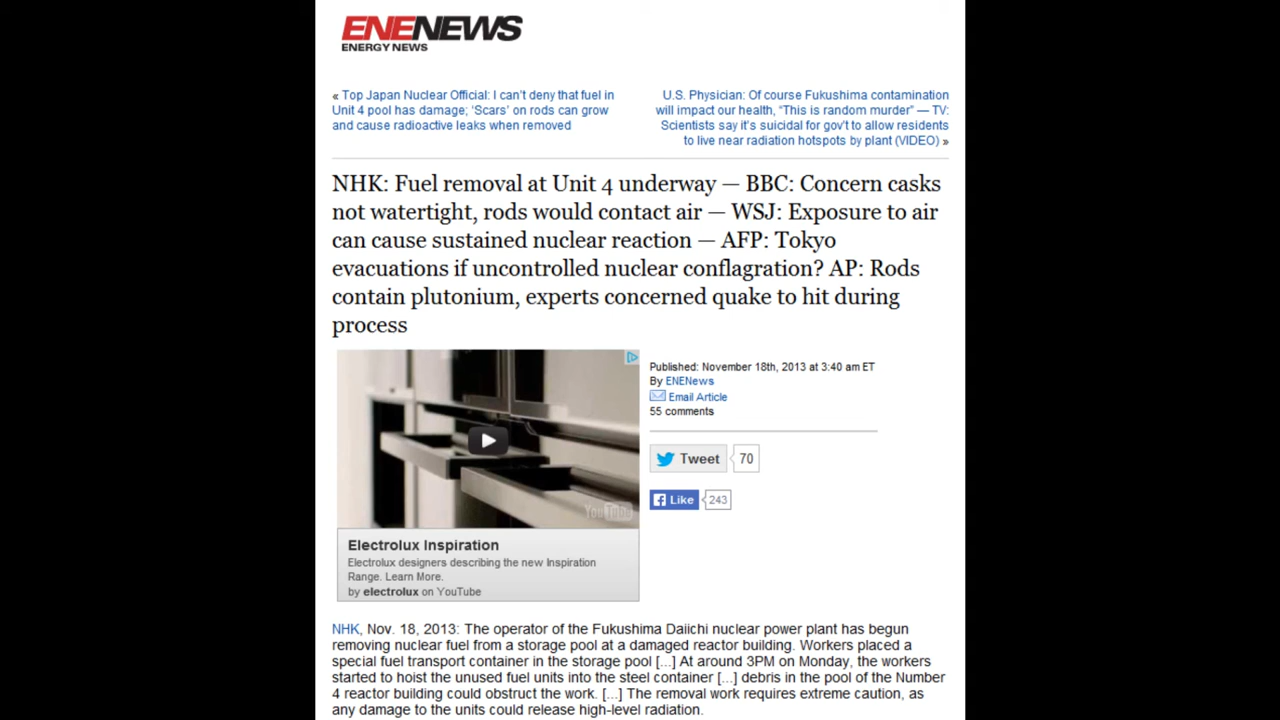 ENENEWS
ENERGY NEWS
« Top Japan Nuclear Official: I can't deny that fuel in
Unit 4 pool has damage; 'Scars' on rods can grow
and cause radioactive leaks when removed
U.S. Physician: Of course Fukushima contamination
will impact our health, “This is random murder” — TV:
Scientists say it's suicidal for gov't to allow residents
to live near radiation hotspots by plant (VIDEO) »
NHK: Fuel removal at Unit 4 underway — BBC: Concern casks
not watertight, rods would contact air — WSJ: Exposure to air
can cause sustained nuclear reaction — AFP: Tokyo
evacuations if uncontrolled nuclear conflagration? AP: Rods
contain plutonium, experts concerned quake to hit during
process
YouTube
Electrolux Inspiration
Electrolux designers describing the new Inspiration
Range. Learn More.
by electrolux on YouTube
Published: November 18th, 2013 at 3:40 am ET
By ENENews
Email Article
55 comments
Tweet 70
Like 243
NHK, Nov. 18, 2013: The operator of the Fukushima Daiichi nuclear power plant has begun
removing nuclear fuel from a storage pool at a damaged reactor building. Workers placed a
special fuel transport container in the storage pool [...] At around 3PM on Monday, the workers
started to hoist the unused fuel units into the steel container [...] debris in the pool of the Number
4 reactor building could obstruct the work. [...] The removal work requires extreme caution, as
any damage to the units could release high-level radiation.